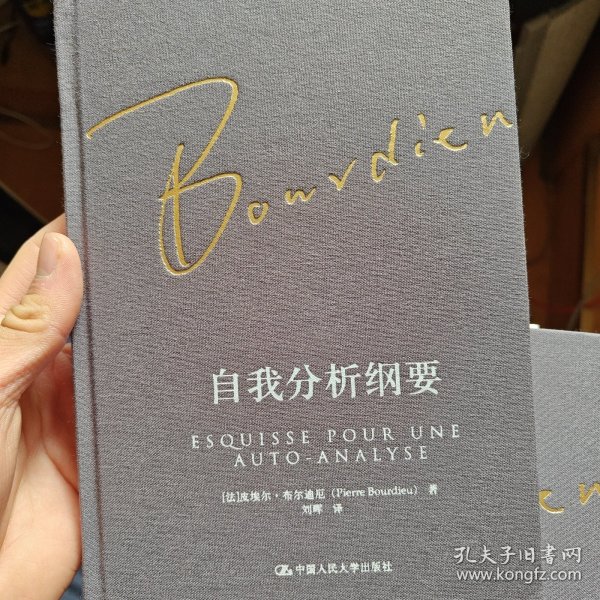 Bourdieu
自我分析纲要
ESQUISSE POUR UNE
AUTO-ANALYSE
[法]皮埃尔·布尔迪厄（Pierre Bourdieu）著
刘晖 译
中国人民大学出版社
eu
孔夫子旧书网
www.kongfz.com